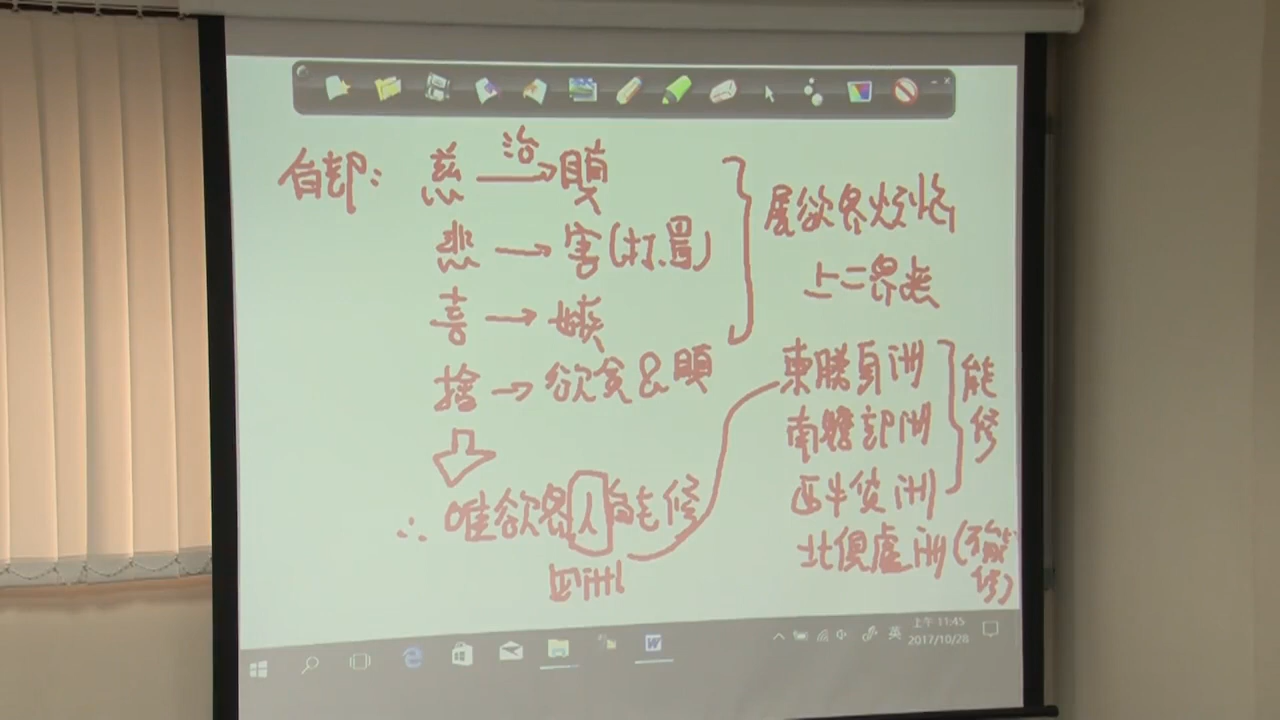 自部: 慈 治→ 瞋
悲 → 害(打、罵)
喜 → 嫉
捨 → 欲貪&瞋
屬欲界煩惱
上二界無
∴ 唯欲界人能修
四洲
東勝身洲
南瞻部洲
西牛貨洲
能修
北俱盧洲(不能修)
英
上午 11:45
2017/10/28